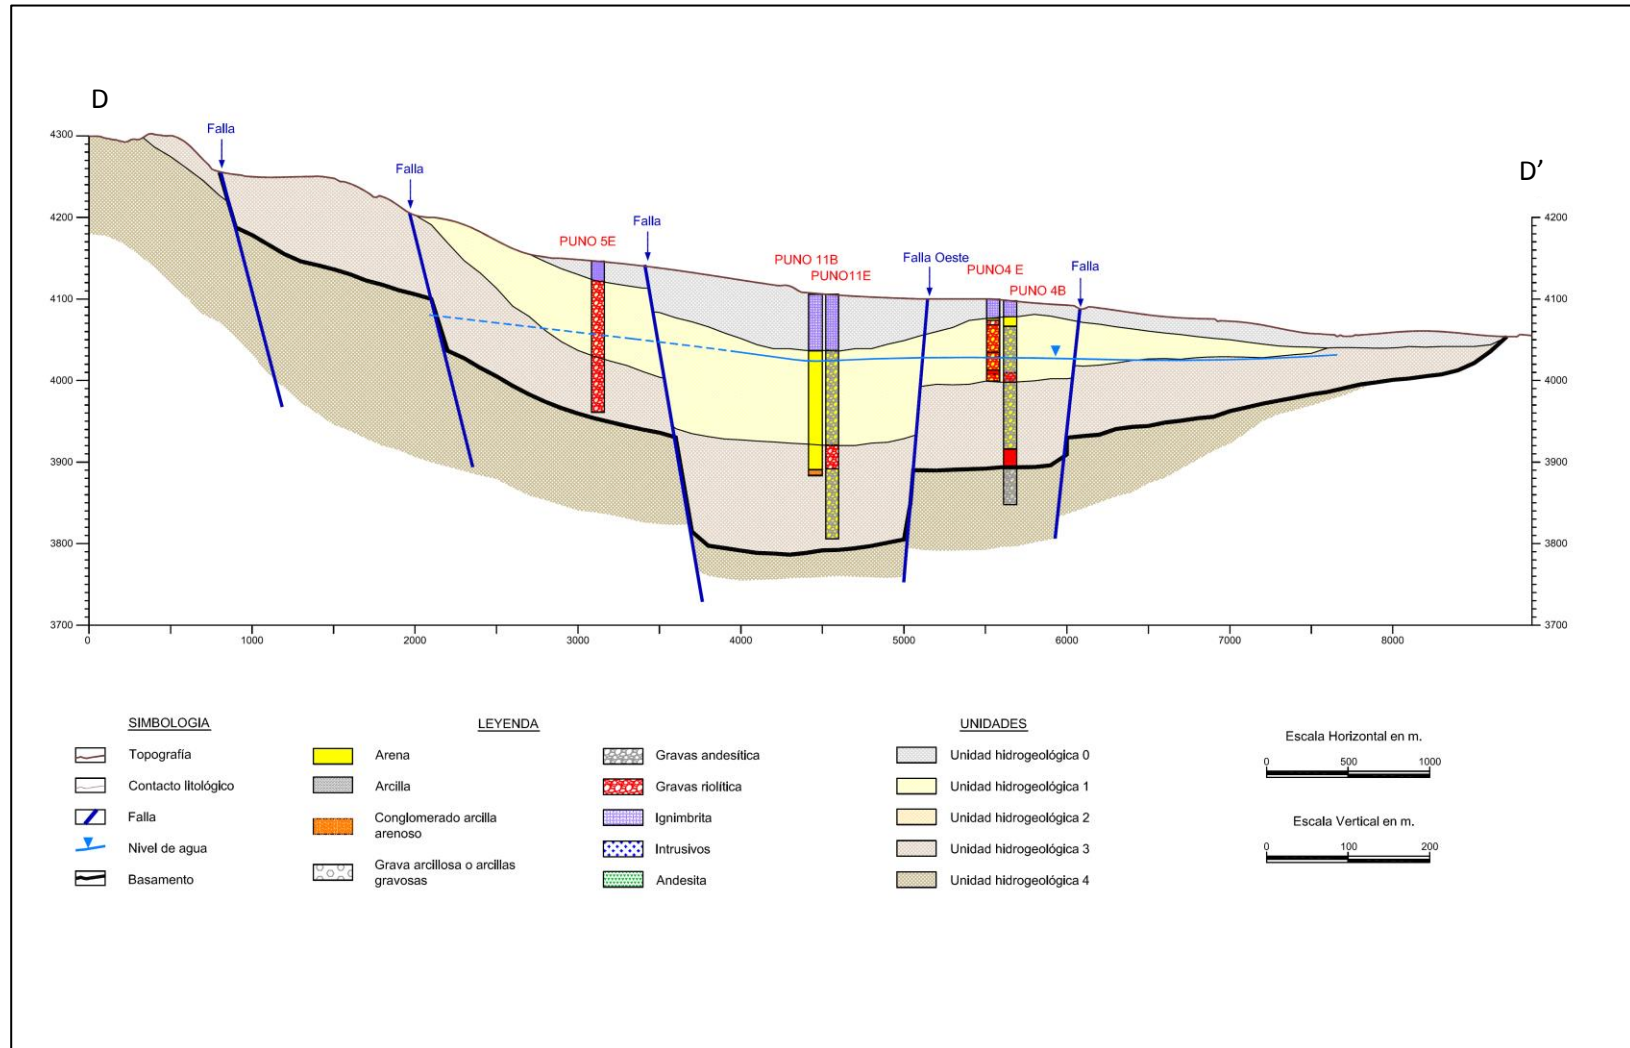 D
D’
4300
4200
4100
4000
3900
3800
3700
4200
4100
4000
3900
3800
3700
Falla
Falla
PUNO 5E
Falla
PUNO 11B
PUNO11E
Falla Oeste
PUNO4 E
PUNO 4B
Falla
0
1000
2000
3000
4000
5000
6000
7000
8000
SIMBOLOGIA
Topografía
Contacto litológico
Falla
Nivel de agua
Basamento
LEYENDA
Arena
Arcilla
Conglomerado arcilla
arenoso
Grava arcillosa o arcillas
gravosas
Gravas andesítica
Gravas riolítica
Ignimbrita
Intrusivos
Andesita
UNIDADES
Unidad hidrogeológica 0
Unidad hidrogeológica 1
Unidad hidrogeológica 2
Unidad hidrogeológica 3
Unidad hidrogeológica 4
Escala Horizontal en m.
0 500 1000
Escala Vertical en m.
0 100 200